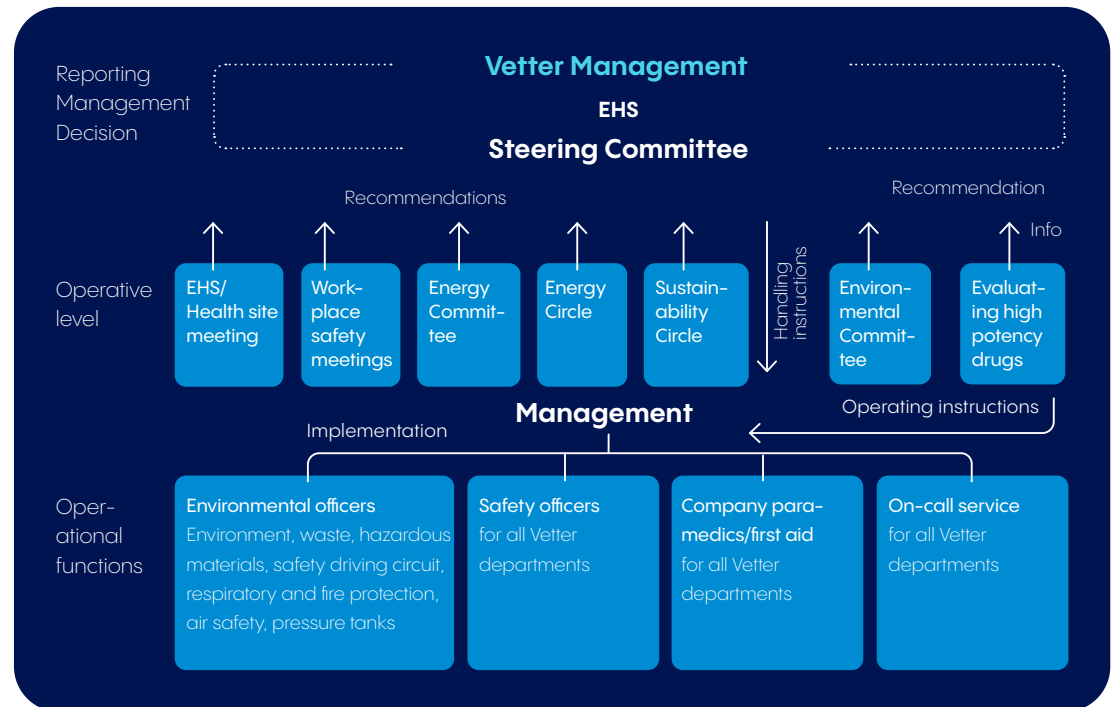 Reporting
Management
Decision
Vetter Management
EHS
Steering Committee
Recommendations
Recommendation
Info
Operative
level
EHS/
Health site
meeting
Work-
place
safety
meetings
Energy
Commit-
tee
Energy
Circle
Sustain-
ability
Circle
Handling
instructions
Environ-
mental
Commit-
tee
Evaluat-
ing high
potency
drugs
Management
Operating instructions
Implementation
Oper-
ational
functions
Environmental officers
Environment, waste, hazardous
materials, safety driving circuit,
respiratory and fire protection,
air safety, pressure tanks
Safety officers
for all Vetter
departments
Company para-
medics/first aid
for all Vetter
departments
On-call service
for all Vetter
departments